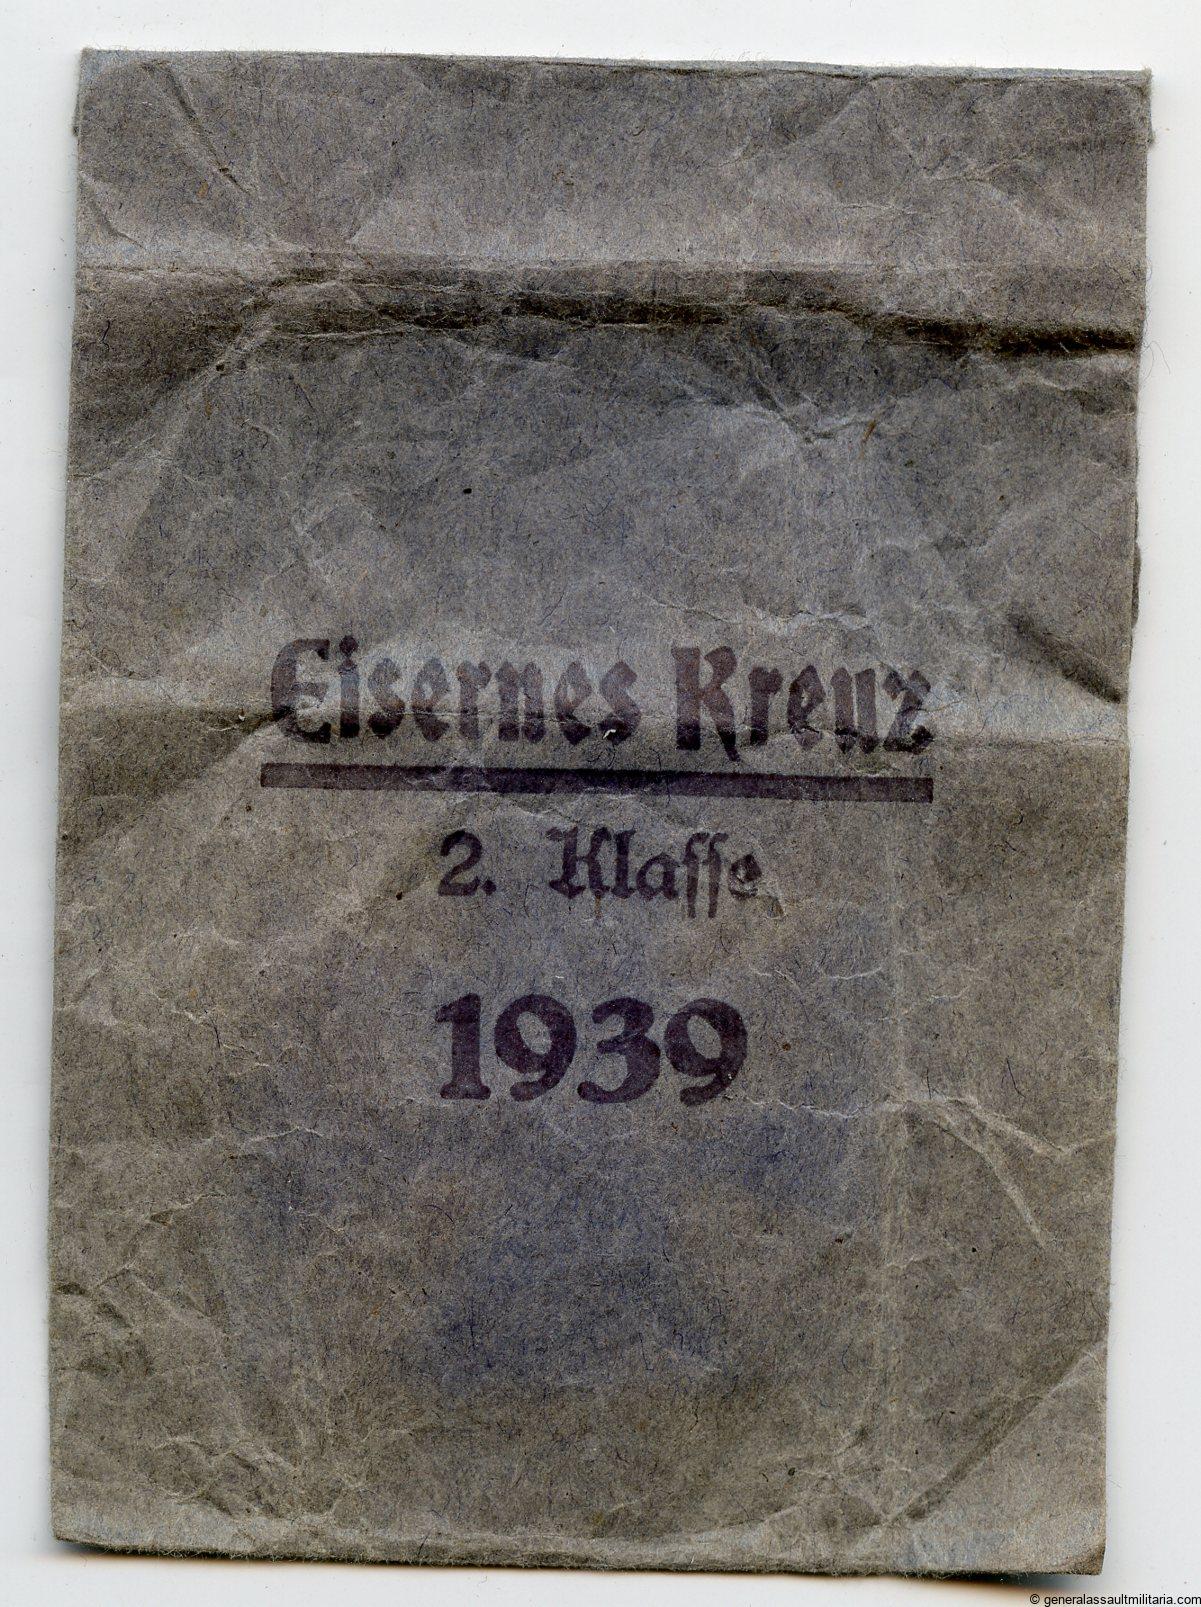 Eisernes Kreuz
2. Klaſſe
1939
© generalassaultmilitaria.com